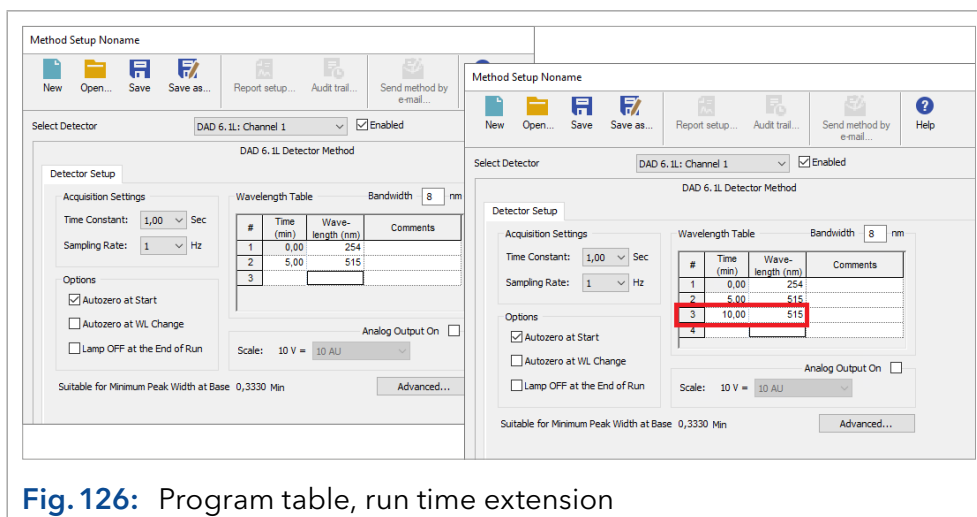 Method Setup Noname
New Open... Save Save as... Report setup... Audit trail... Send method by
e-mail...
Select Detector DAD 6.1L: Channel 1 Enabled
DAD 6.1L Detector Method
Detector Setup
Acquisition Settings Wavelength Table Bandwidth 8 nm
Time Constant: 1,00 Sec
Sampling Rate: 1 Hz
# Time
(min) Wave-
length (nm) Comments
1 0,00 254
2 5,00 515
3
Options
Autozero at Start
Autozero at WL Change
Lamp OFF at the End of Run
Analog Output On
Scale: 10 V = 10 AU
Suitable for Minimum Peak Width at Base 0,3330 Min Advanced...
Method Setup Noname
New Open... Save Save as... Report setup... Audit trail... Send method by
e-mail... Help
Select Detector DAD 6.1L: Channel 1 Enabled
DAD 6.1L Detector Method
Detector Setup
Acquisition Settings Wavelength Table Bandwidth 8 nm
Time Constant: 1,00 Sec
Sampling Rate: 1 Hz
# Time
(min) Wave-
length (nm) Comments
1 0,00 254
2 5,00 515
3 10,00 515
4
Options
Autozero at Start
Autozero at WL Change
Lamp OFF at the End of Run
Analog Output On
Scale: 10 V = 10 AU
Suitable for Minimum Peak Width at Base 0,3330 Min Advanced...
Fig. 126: Program table, run time extension